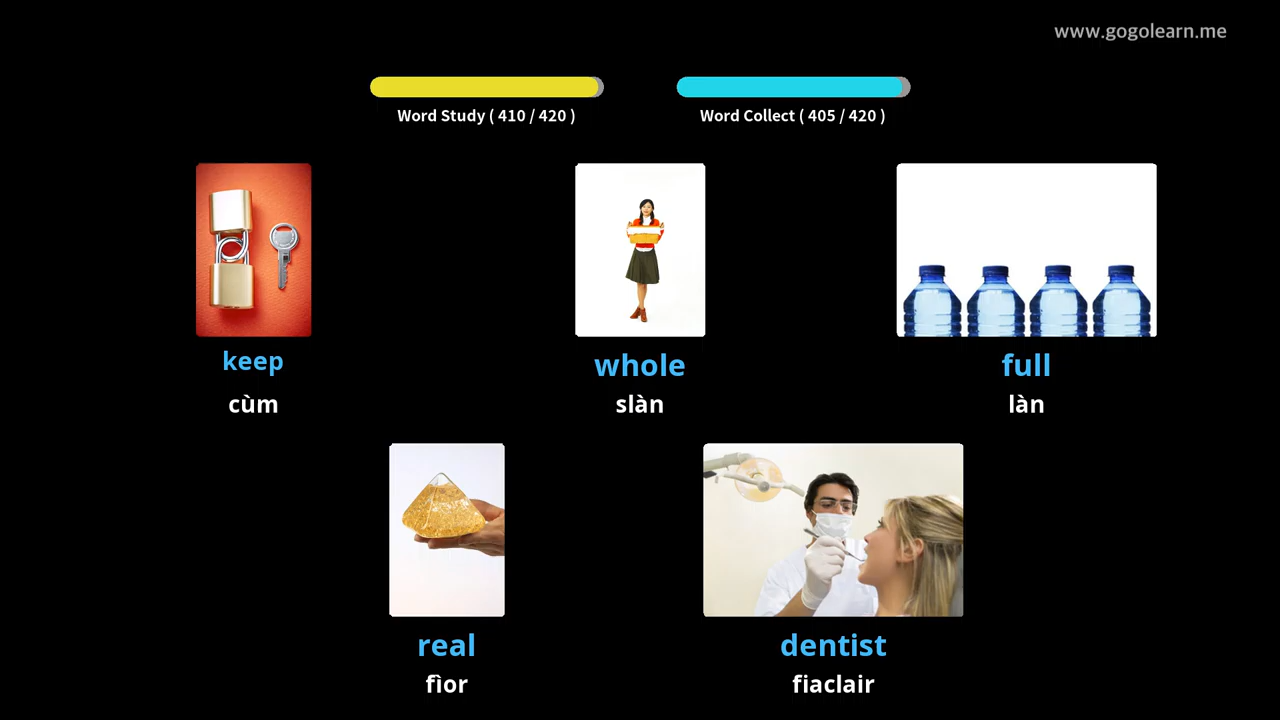 www.gogolearn.me
Word Study ( 410 / 420 )
Word Collect ( 405 / 420 )
keep
cùm
whole
slàn
full
làn
real
fìor
dentist
fiaclair